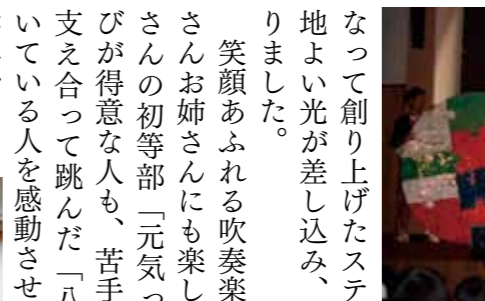 なって創り上げたステ
地よい光が差し込み、
りました。
笑顔あふれる吹奏楽
さんお姉さんにも楽し
さんの初等部「元気っ
びが得意な人も、苦手
支え合って跳んだ「八
いている人を感動させ